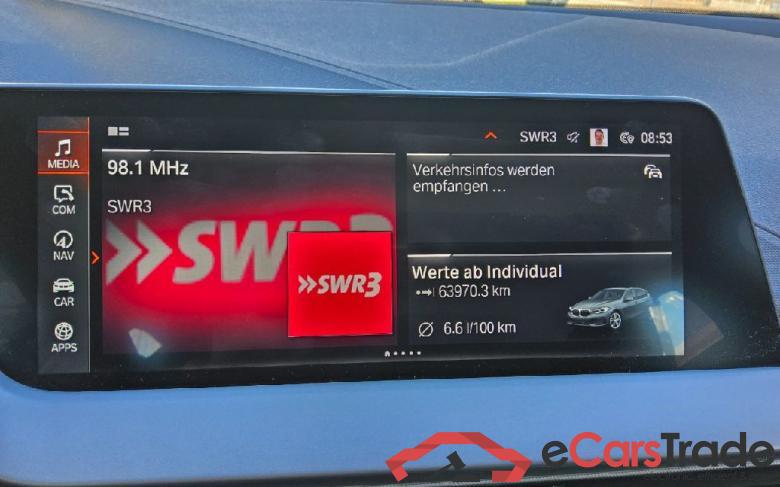 SWR3
08:53
MEDIA
COM
NAV
CAR
APPS
98.1 MHz
SWR3
SWR3
SWR3
Verkehrsinfos werden
empfangen ...
Werte ab Individual
63970.3 km
6.6 l/100 km
eCarsTrado